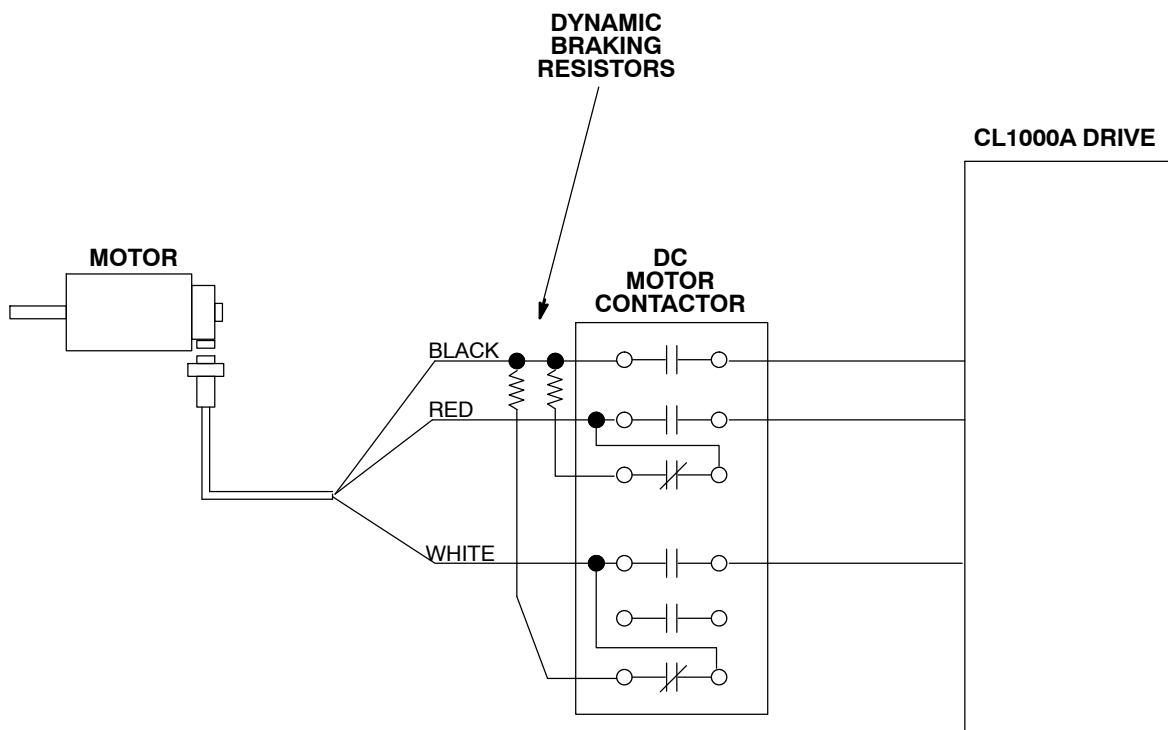 DYNAMIC
BRAKING
RESISTORS
CL1000A DRIVE
MOTOR
DC
MOTOR
CONTACTOR
BLACK
RED
WHITE